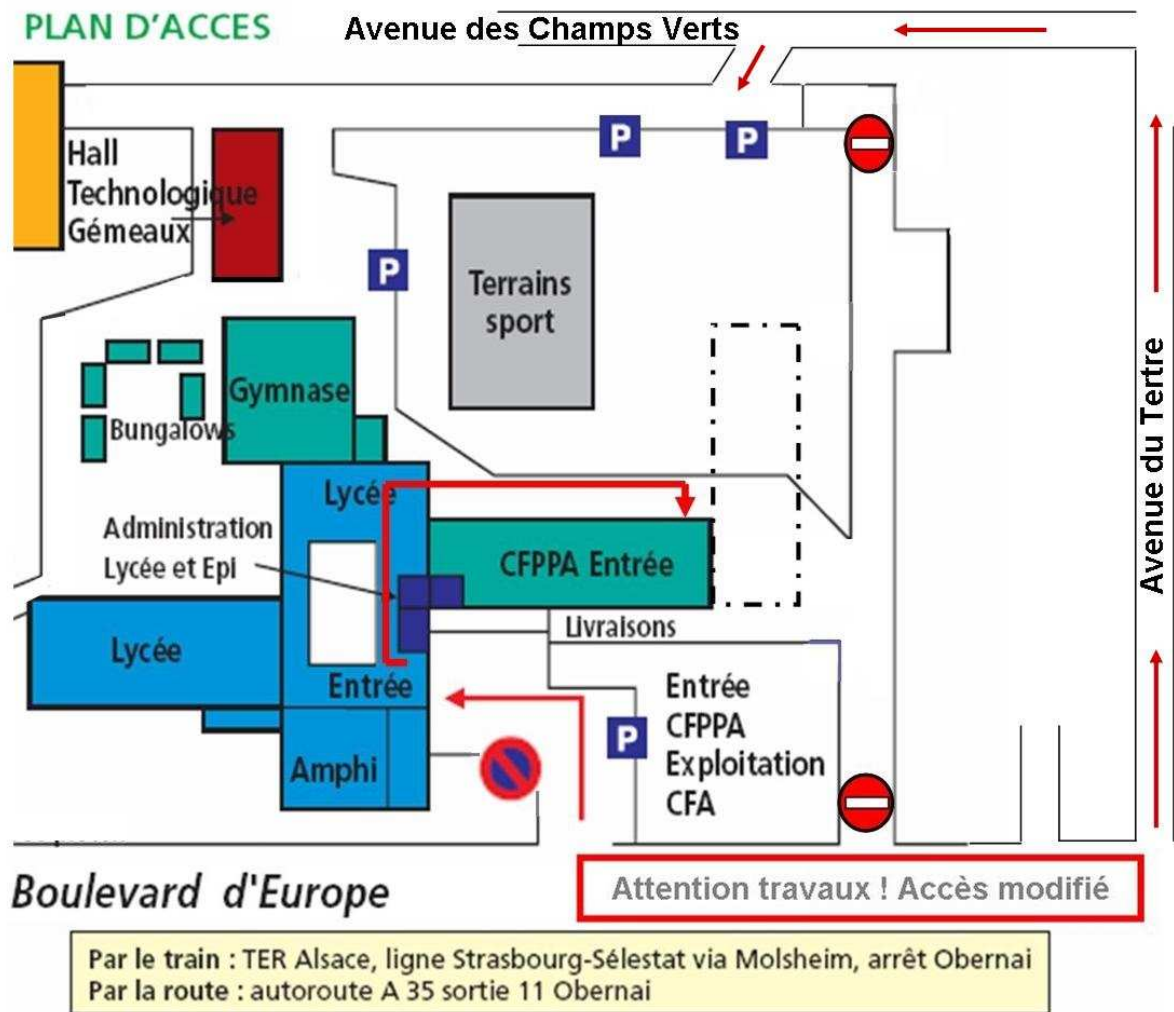 PLAN D'ACCES
Avenue des Champs Verts
P
P
Hall
Technologique
Gémeaux
P
Terrains
sport
Gymnase
Bungalows
Avenue du Tertre
Lycée
Administration
Lycée et Epi
CFPPA Entrée
Livraisons
Lycée
Entrée
Entrée
CFPPA
Exploitation
CFA
P
Amphi
Boulevard d'Europe
Attention travaux ! Accès modifié
Par le train : TER Alsace, ligne Strasbourg-Sélestat via Molsheim, arrêt Obernai
Par la route : autoroute A 35 sortie 11 Obernai